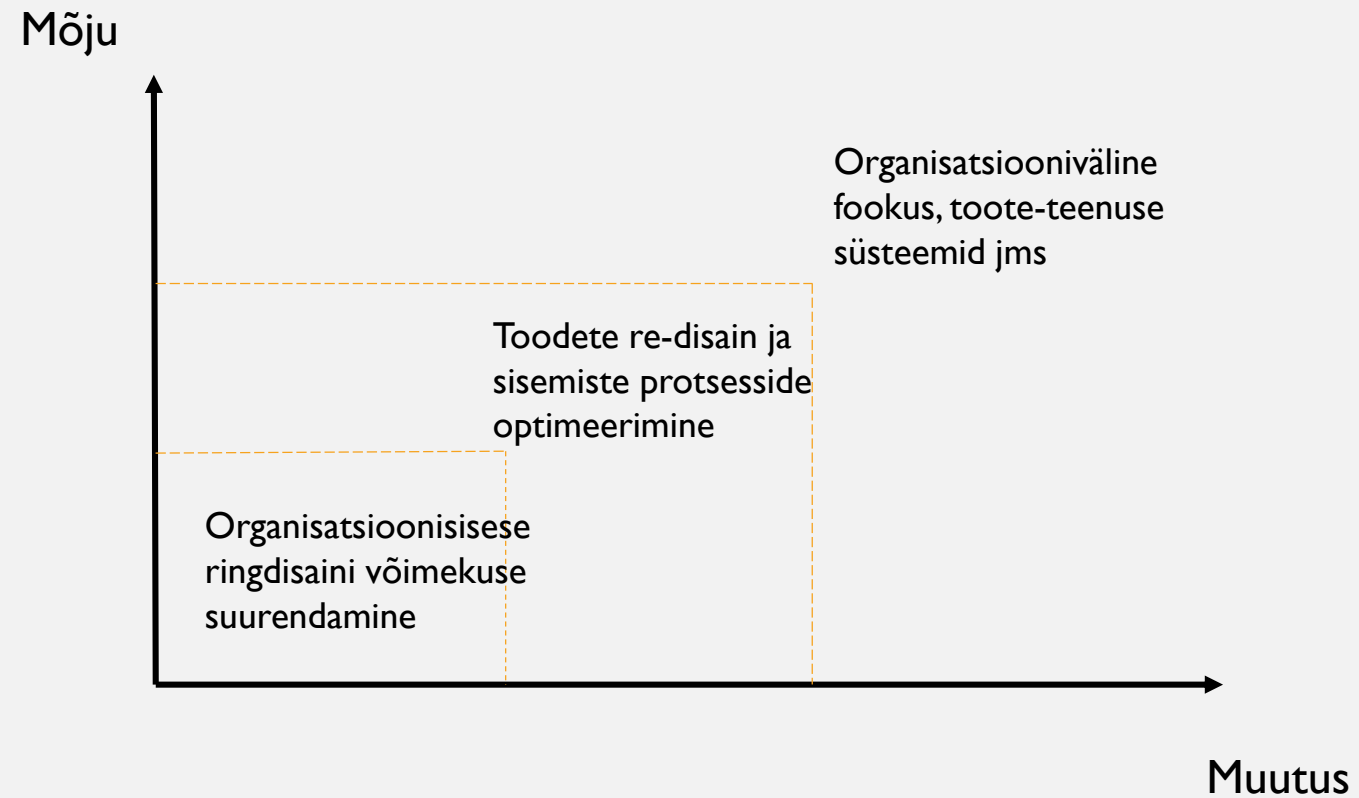 Mõju
Organisatsiooniväline
fookus, toote-teenuse
süsteemid jms
Toodete re-disain ja
sisemiste protsesside
optimeerimine
Organisatsioonisisese
ringdisaini võimekuse
suurendamine
Muutus